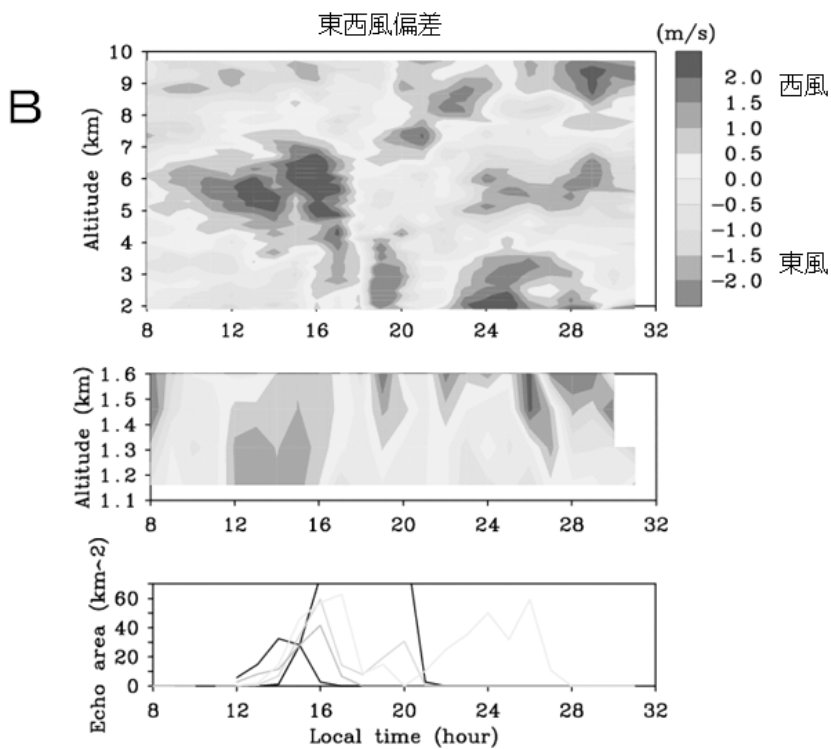 東西風偏差
(m/s)
B
10
9
8
7
6
5
4
3
2
Altitude (km)
8 12 16 20 24 28 32
2.0
1.5
1.0
0.5
0.0
−0.5
−1.0
−1.5
−2.0
西風
東風
1.6
1.5
1.4
1.3
1.2
1.1
Altitude (km)
8 12 16 20 24 28 32
60
40
20
0
Echo area (km~2)
8 12 16 20 24 28 32
Local time (hour)